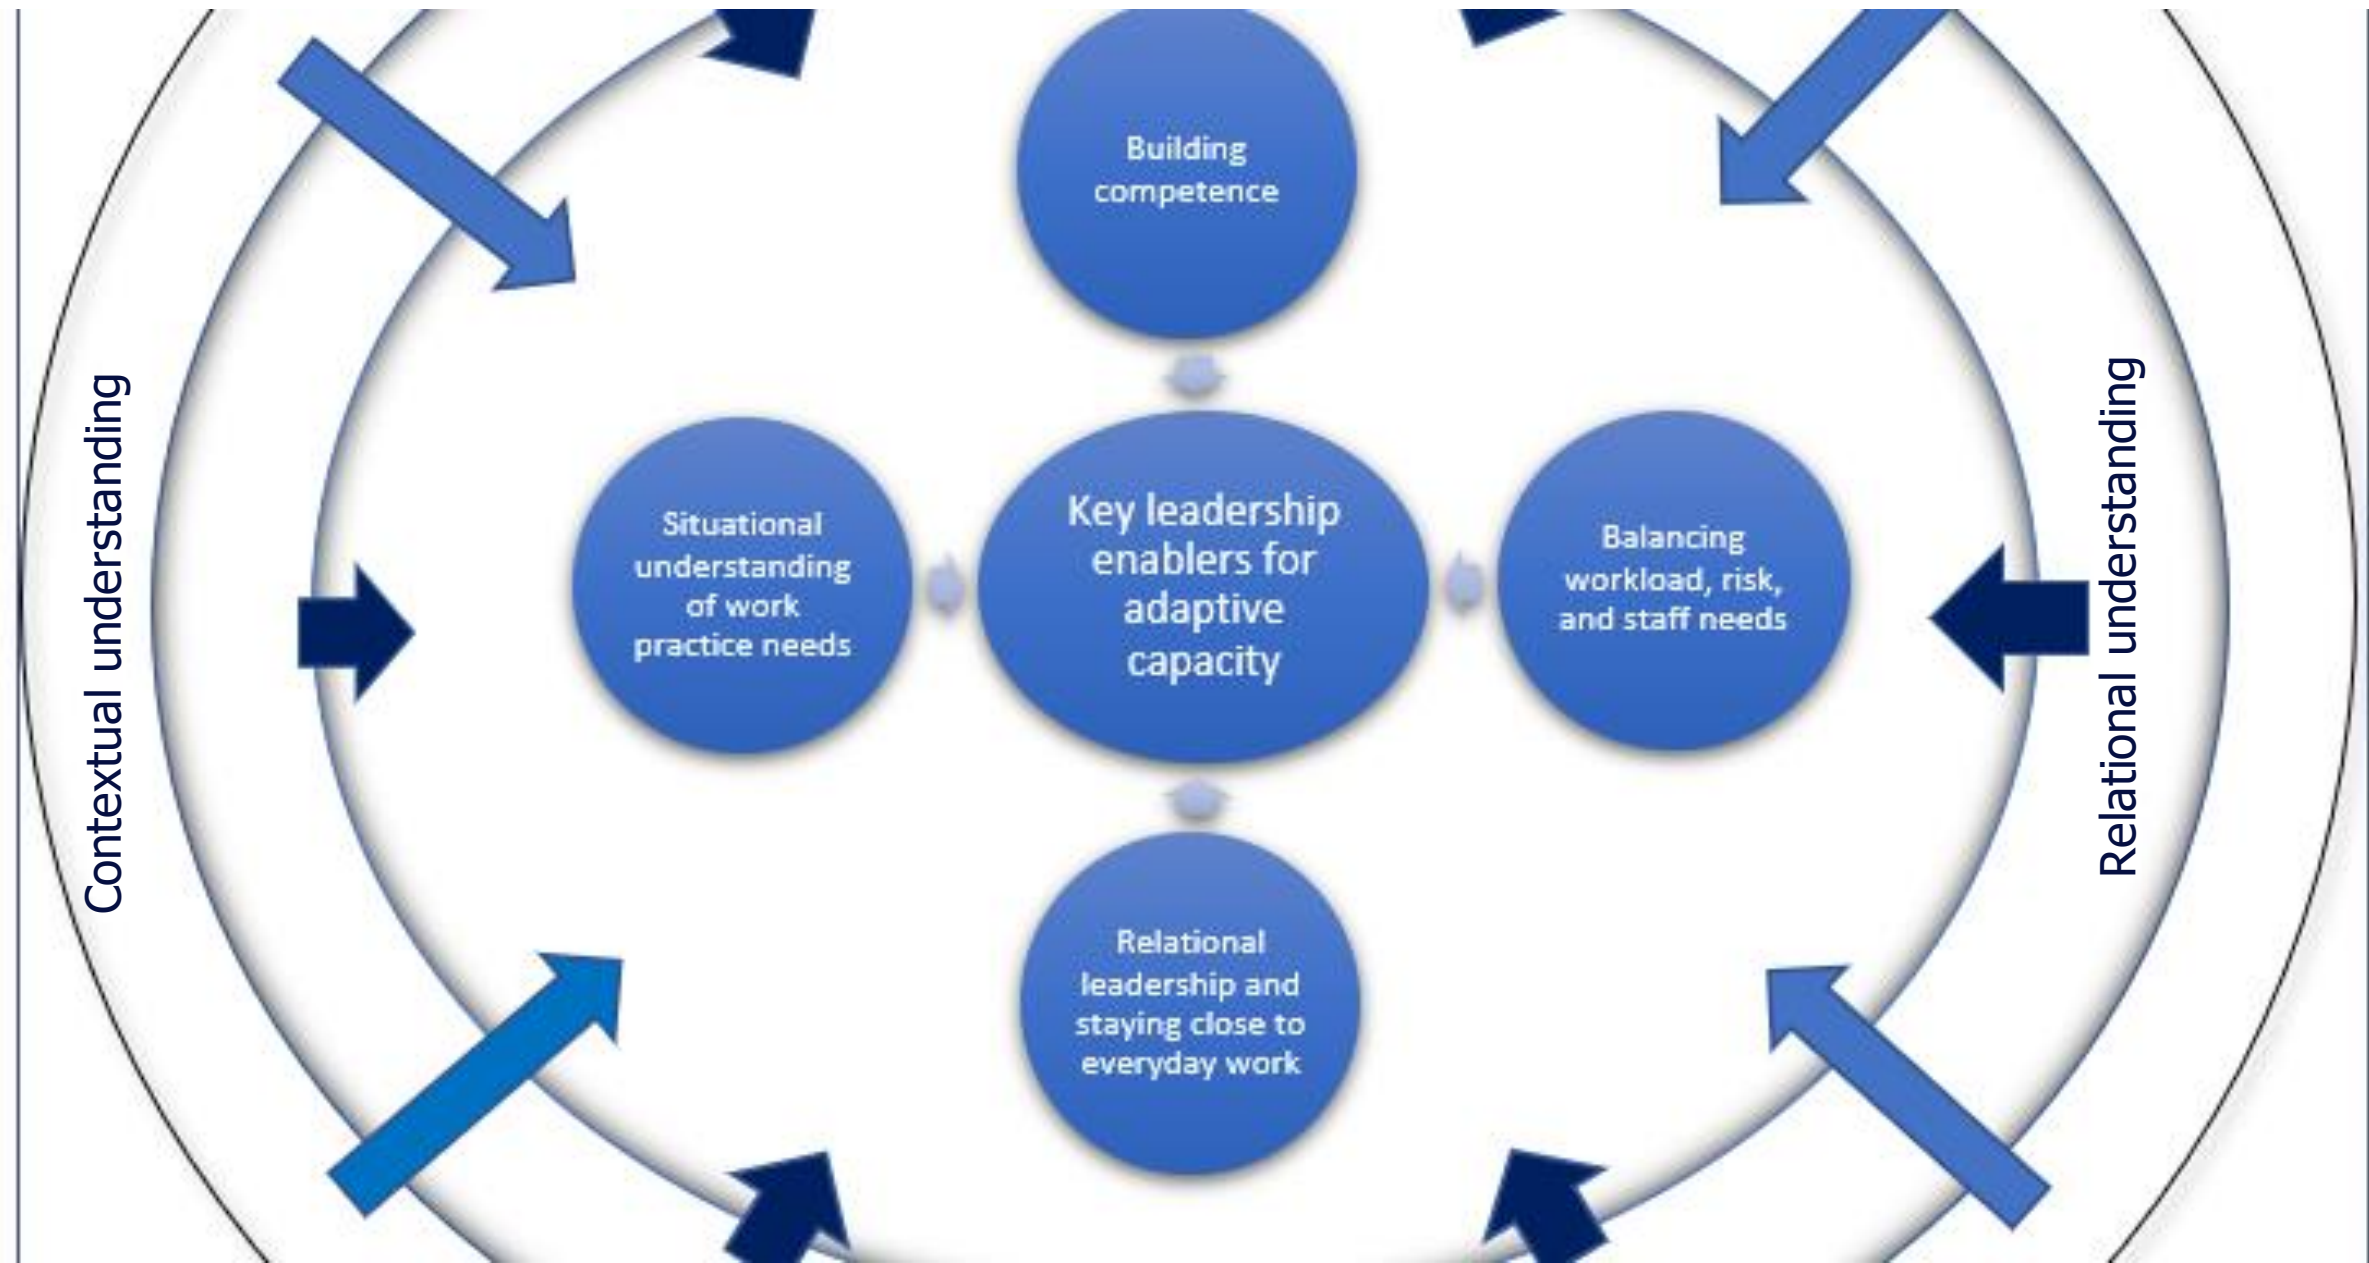 Building
competence
Contextual understanding
Situational
understanding
of work
practice needs
Key leadership
enablers for
adaptive
capacity
Balancing
workload, risk,
and staff needs
Relational understanding
Relational
leadership and
staying close to
everyday work